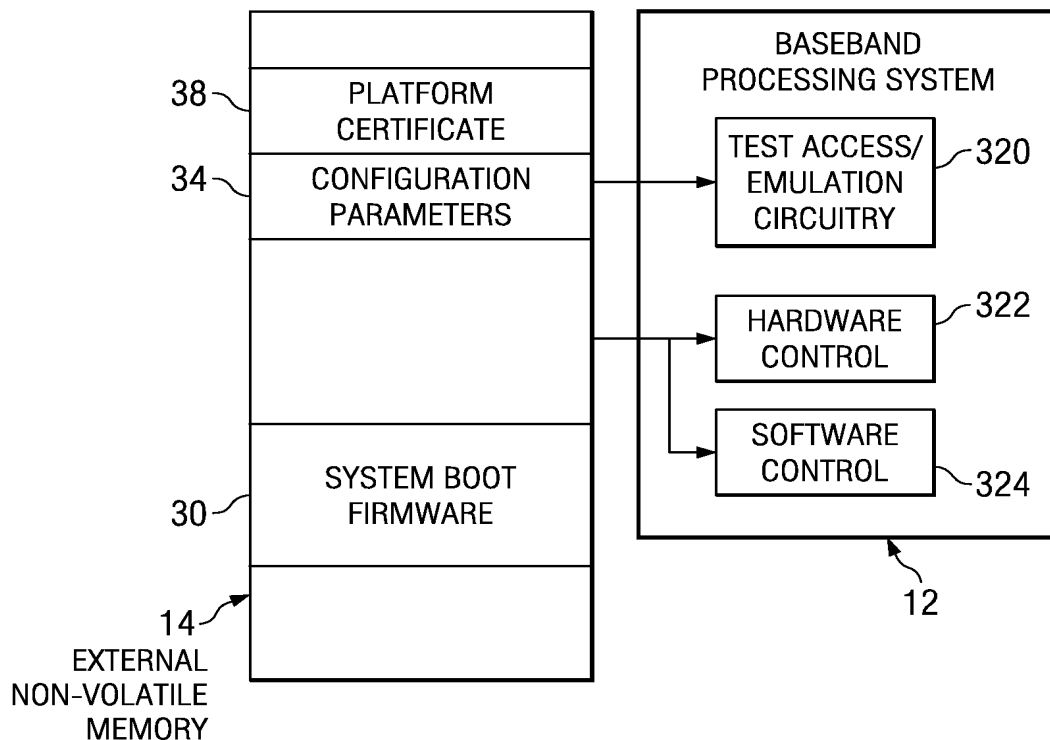 38
PLATFORM
CERTIFICATE
34
CONFIGURATION
PARAMETERS
30
SYSTEM BOOT
FIRMWARE
14
EXTERNAL
NON-VOLATILE
MEMORY
BASEBAND
PROCESSING SYSTEM
TEST ACCESS/
EMULATION
CIRCUITRY
320
HARDWARE
CONTROL
322
SOFTWARE
CONTROL
324
12